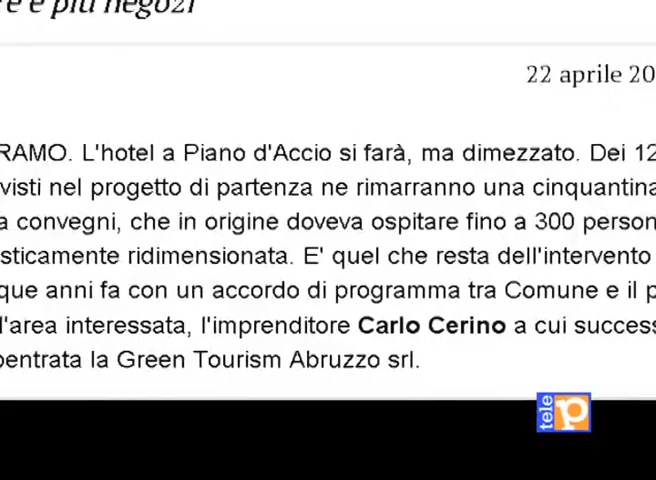 re e più negozi
22 aprile 20
RAMO. L'hotel a Piano d'Accio si farà, ma dimezzato. Dei 12
visti nel progetto di partenza ne rimarranno una cinquantina
a convegni, che in origine doveva ospitare fino a 300 person
sticamente ridimensionata. E' quel che resta dell'intervento
que anni fa con un accordo di programma tra Comune e il p
l'area interessata, l'imprenditore Carlo Cerino a cui success
pentrata la Green Tourism Abruzzo srl.
tele p